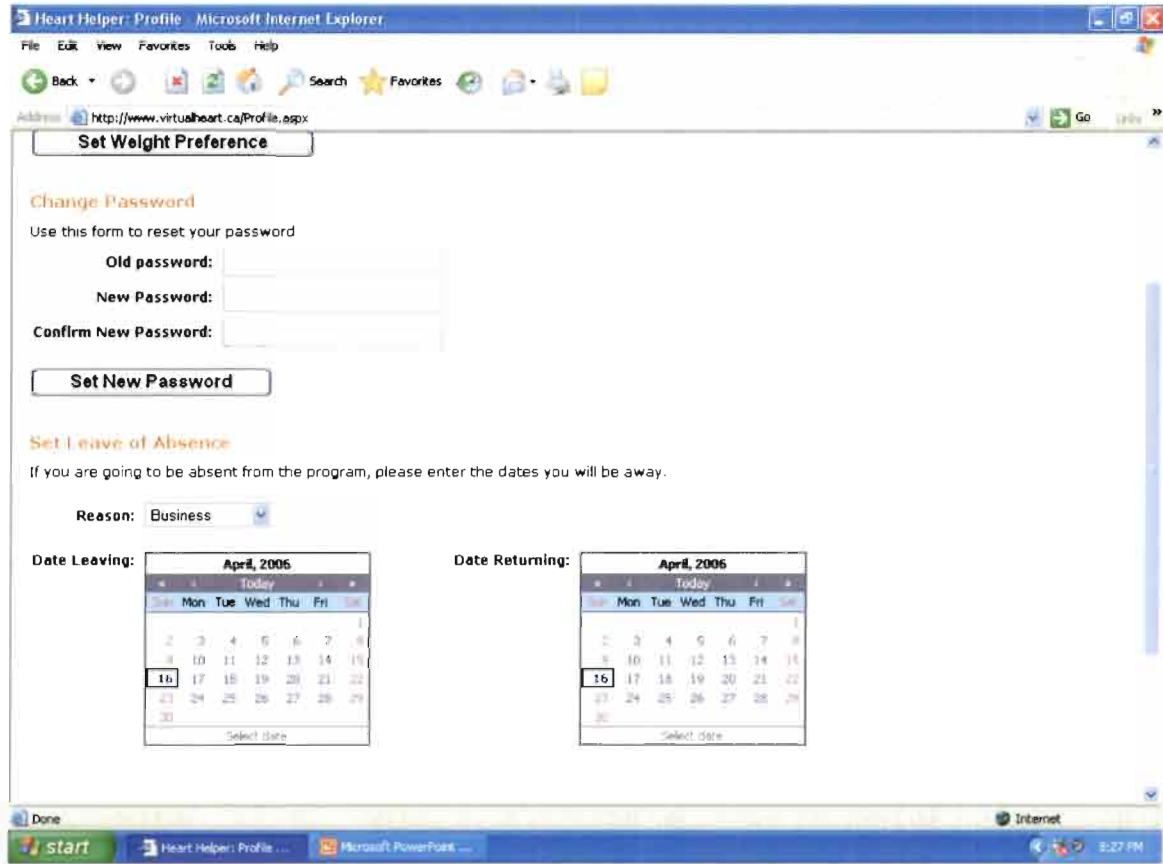 Heart Helper: Profile - Microsoft Internet Explorer
File Edit View Favorites Tools Help
Back Search Favorites
Address http://www.virtualheart.ca/Profile.aspx Go Links »
Set Weight Preference
Change Password
Use this form to reset your password
Old password:
New Password:
Confirm New Password:
Set New Password
Set Leave of Absence
If you are going to be absent from the program, please enter the dates you will be away.
Reason: Business
Date Leaving: April, 2006 Date Returning: April, 2006
« ‹ Today › » « ‹ Today › »
Sun Mon Tue Wed Thu Fri Sat Sun Mon Tue Wed Thu Fri Sat
1 1
2 3 4 5 6 7 8 2 3 4 5 6 7 8
9 10 11 12 13 14 15 9 10 11 12 13 14 15
16 17 18 19 20 21 22 16 17 18 19 20 21 22
23 24 25 26 27 28 29 23 24 25 26 27 28 29
30 30
Select date Select date
Done Internet
start Heart Helper: Profile ... Microsoft PowerPoint ... 8:27 PM